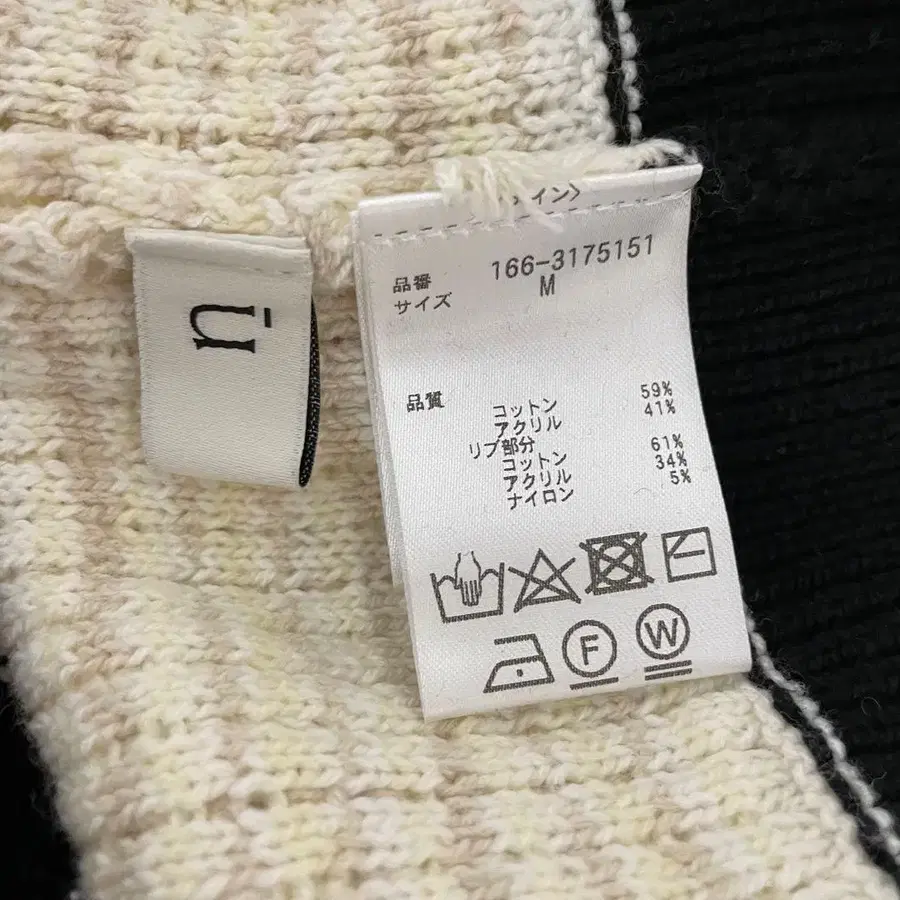 ū
イン〉
品番 166-3175151
サイズ M
品質
コットン 59%
アクリル 41%
リブ部分
コットン 61%
アクリル 34%
ナイロン 5%
F W